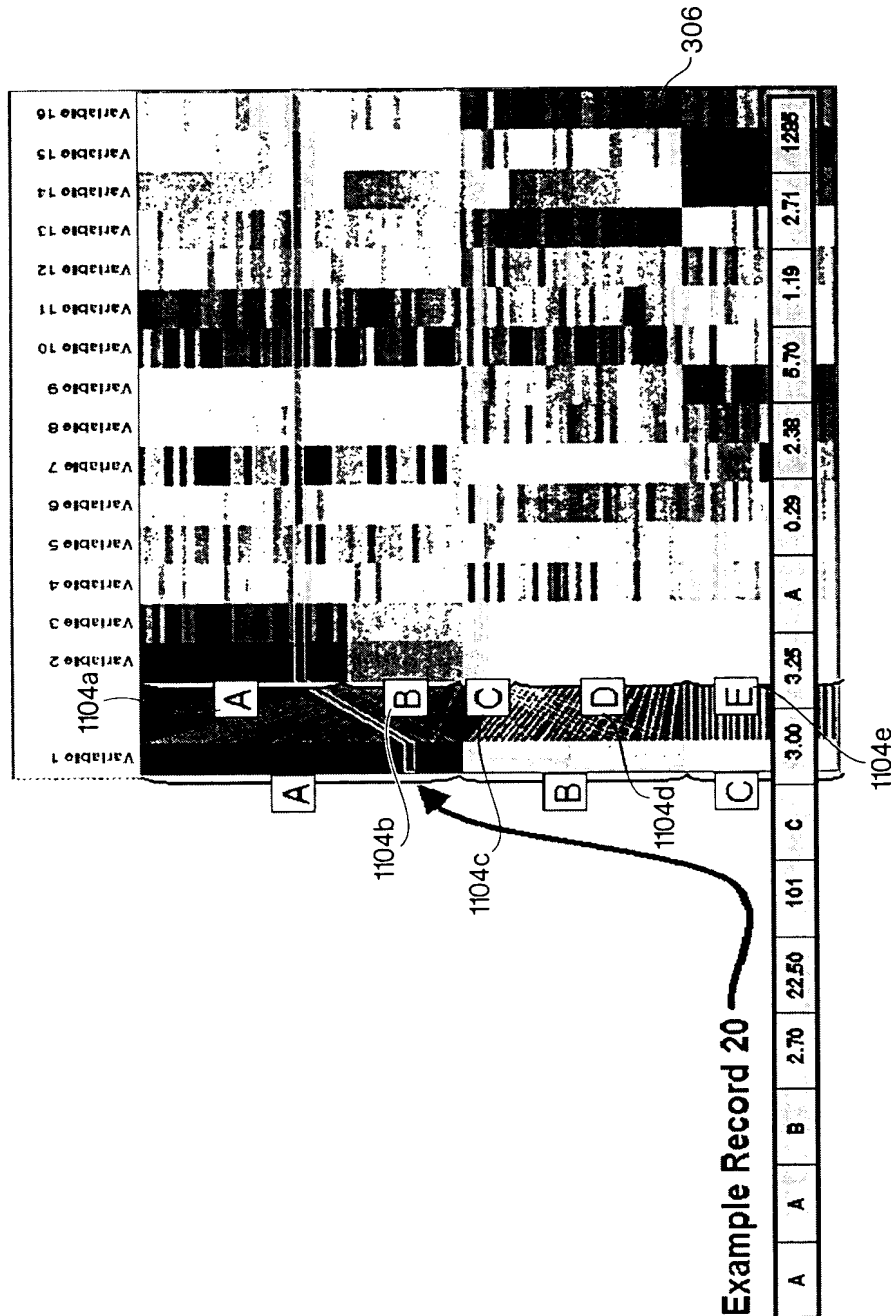 Variable 1
Variable 2
Variable 3
Variable 4
Variable 5
Variable 6
Variable 7
Variable 8
Variable 9
Variable 10
Variable 11
Variable 12
Variable 13
Variable 14
Variable 15
Variable 16
1104a
306
A
B
C
D
E
A
B
C
1104b
1104c
1104d
1104e
Example Record 20
A A A B 2.70 22.50 101 C 3.00 3.25 A 0.29 2.38 5.70 1.19 2.71 1285